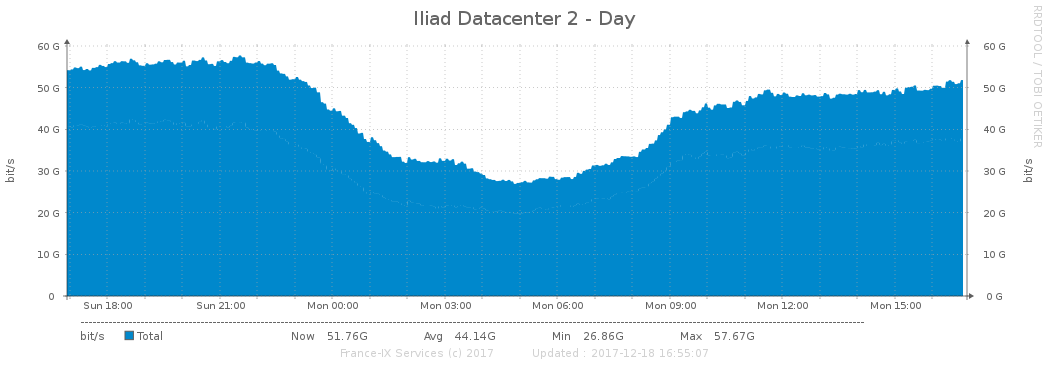 Iliad Datacenter 2 - Day
RRDTOOL / TOBI OETIKER
60 G 60 G
50 G 50 G
40 G 40 G
30 G 30 G
20 G 20 G
10 G 10 G
0 0 G
bit/s
bit/s
Sun 18:00 Sun 21:00 Mon 00:00 Mon 03:00 Mon 06:00 Mon 09:00 Mon 12:00 Mon 15:00
bit/s Total Now 51.76G Avg 44.14G Min 26.86G Max 57.67G
France-IX Services (c) 2017 Updated : 2017-12-18 16:55:07